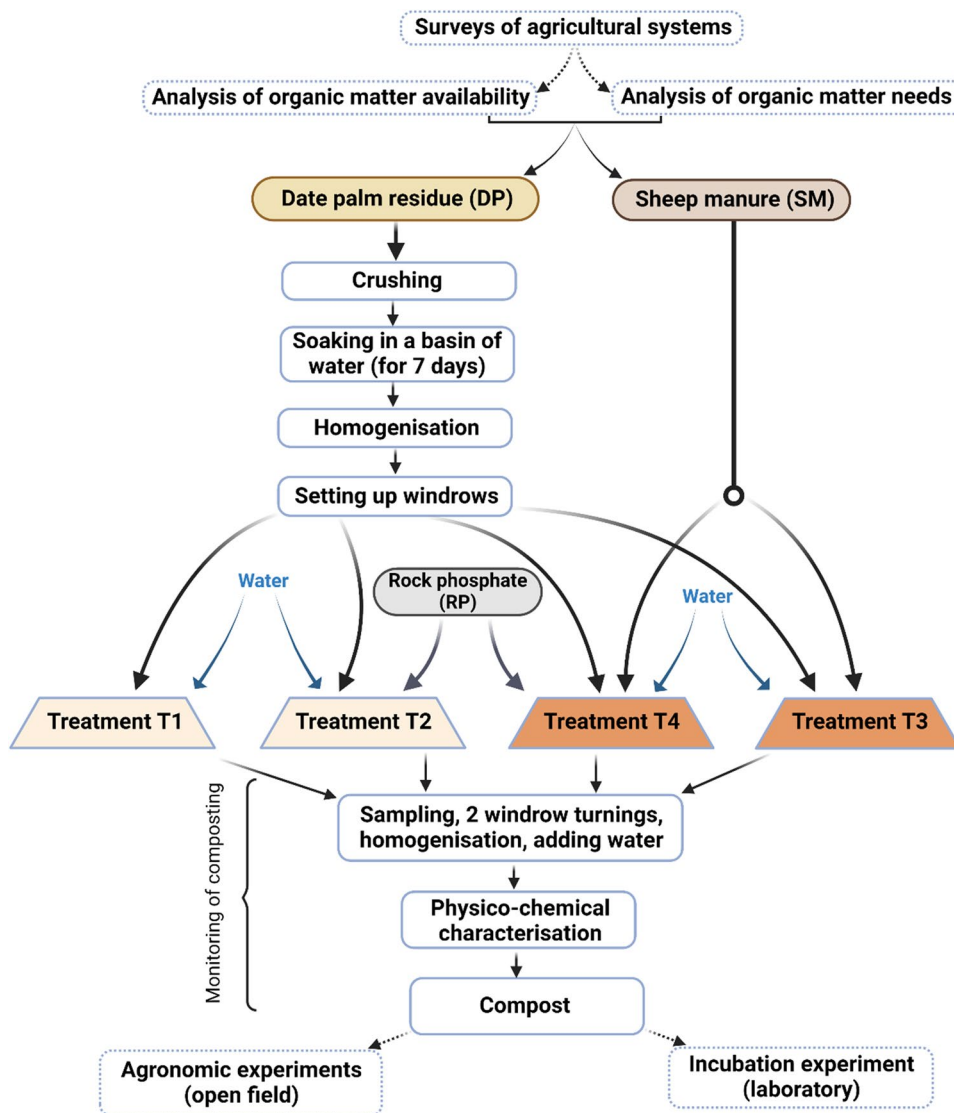 Surveys of agricultural systems
Analysis of organic matter availability
Analysis of organic matter needs
Date palm residue (DP)
Sheep manure (SM)
Crushing
Soaking in a basin of
water (for 7 days)
Homogenisation
Setting up windrows
Water
Rock phosphate
(RP)
Water
Treatment T1
Treatment T2
Treatment T4
Treatment T3
Monitoring of composting
Sampling, 2 windrow turnings,
homogenisation, adding water
Physico-chemical
characterisation
Compost
Agronomic experiments
(open field)
Incubation experiment
(laboratory)